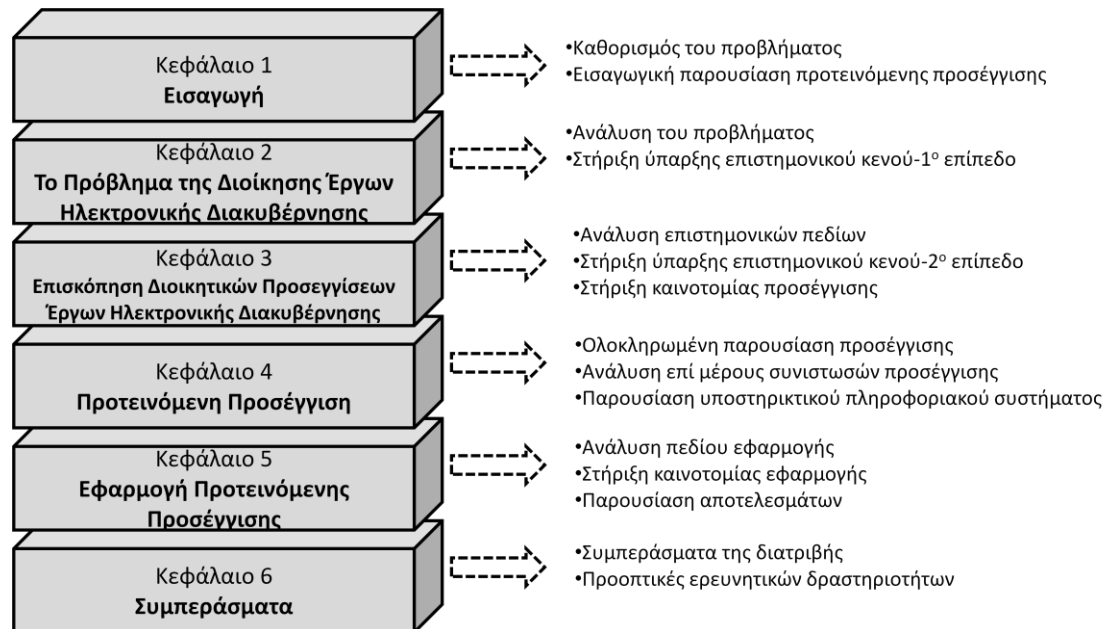 Κεφάλαιο 1
Εισαγωγή
•Καθορισμός του προβλήματος
•Εισαγωγική παρουσίαση προτεινόμενης προσέγγισης
Κεφάλαιο 2
Το Πρόβλημα της Διοίκησης Έργων
Ηλεκτρονικής Διακυβέρνησης
•Ανάλυση του προβλήματος
•Στήριξη ύπαρξης επιστημονικού κενού-1ο επίπεδο
Κεφάλαιο 3
Επισκόπηση Διοικητικών Προσεγγίσεων
Έργων Ηλεκτρονικής Διακυβέρνησης
•Ανάλυση επιστημονικών πεδίων
•Στήριξη ύπαρξης επιστημονικού κενού-2ο επίπεδο
•Στήριξη καινοτομίας προσέγγισης
Κεφάλαιο 4
Προτεινόμενη Προσέγγιση
•Ολοκληρωμένη παρουσίαση προσέγγισης
•Ανάλυση επί μέρους συνιστωσών προσέγγισης
•Παρουσίαση υποστηρικτικού πληροφοριακού συστήματος
Κεφάλαιο 5
Εφαρμογή Προτεινόμενης
Προσέγγισης
•Ανάλυση πεδίου εφαρμογής
•Στήριξη καινοτομίας εφαρμογής
•Παρουσίαση αποτελεσμάτων
Κεφάλαιο 6
Συμπεράσματα
•Συμπεράσματα της διατριβής
•Προοπτικές ερευνητικών δραστηριοτήτων